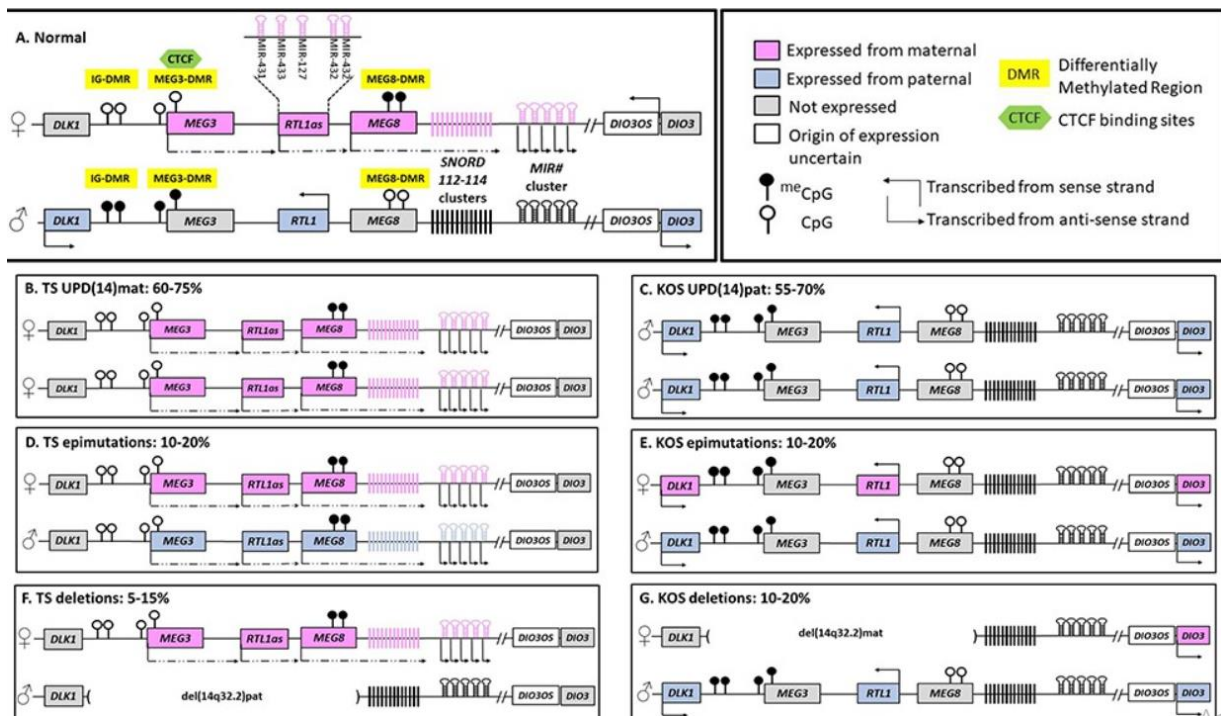 A. Normal
MIR-431
MIR-433
MIR-127
MIR-432
MIR-432
CTCF
IG-DMR MEG3-DMR MEG8-DMR
♀ DLK1 MEG3 RTL1as MEG8 // DIO3OS DIO3
SNORD
112-114
clusters
MIR#
cluster
IG-DMR MEG3-DMR MEG8-DMR
♂ DLK1 MEG3 RTL1 MEG8 // DIO3OS DIO3
Expressed from maternal
Expressed from paternal
Not expressed
Origin of expression
uncertain
meCpG
CpG
DMR Differentially
Methylated Region
CTCF CTCF binding sites
Transcribed from sense strand
Transcribed from anti-sense strand
B. TS UPD(14)mat: 60-75%
♀ DLK1 MEG3 RTL1as MEG8 // DIO3OS DIO3
♀ DLK1 MEG3 RTL1as MEG8 // DIO3OS DIO3
C. KOS UPD(14)pat: 55-70%
♂ DLK1 MEG3 RTL1 MEG8 // DIO3OS DIO3
♂ DLK1 MEG3 RTL1 MEG8 // DIO3OS DIO3
D. TS epimutations: 10-20%
♀ DLK1 MEG3 RTL1as MEG8 // DIO3OS DIO3
♂ DLK1 MEG3 RTL1as MEG8 // DIO3OS DIO3
E. KOS epimutations: 10-20%
♀ DLK1 MEG3 RTL1 MEG8 // DIO3OS DIO3
♂ DLK1 MEG3 RTL1 MEG8 // DIO3OS DIO3
F. TS deletions: 5-15%
♀ DLK1 MEG3 RTL1as MEG8 // DIO3OS DIO3
♂ DLK1 ( del(14q32.2)pat ) // DIO3OS DIO3
G. KOS deletions: 10-20%
♀ DLK1 ( del(14q32.2)mat ) // DIO3OS DIO3
♂ DLK1 MEG3 RTL1 MEG8 // DIO3OS DIO3